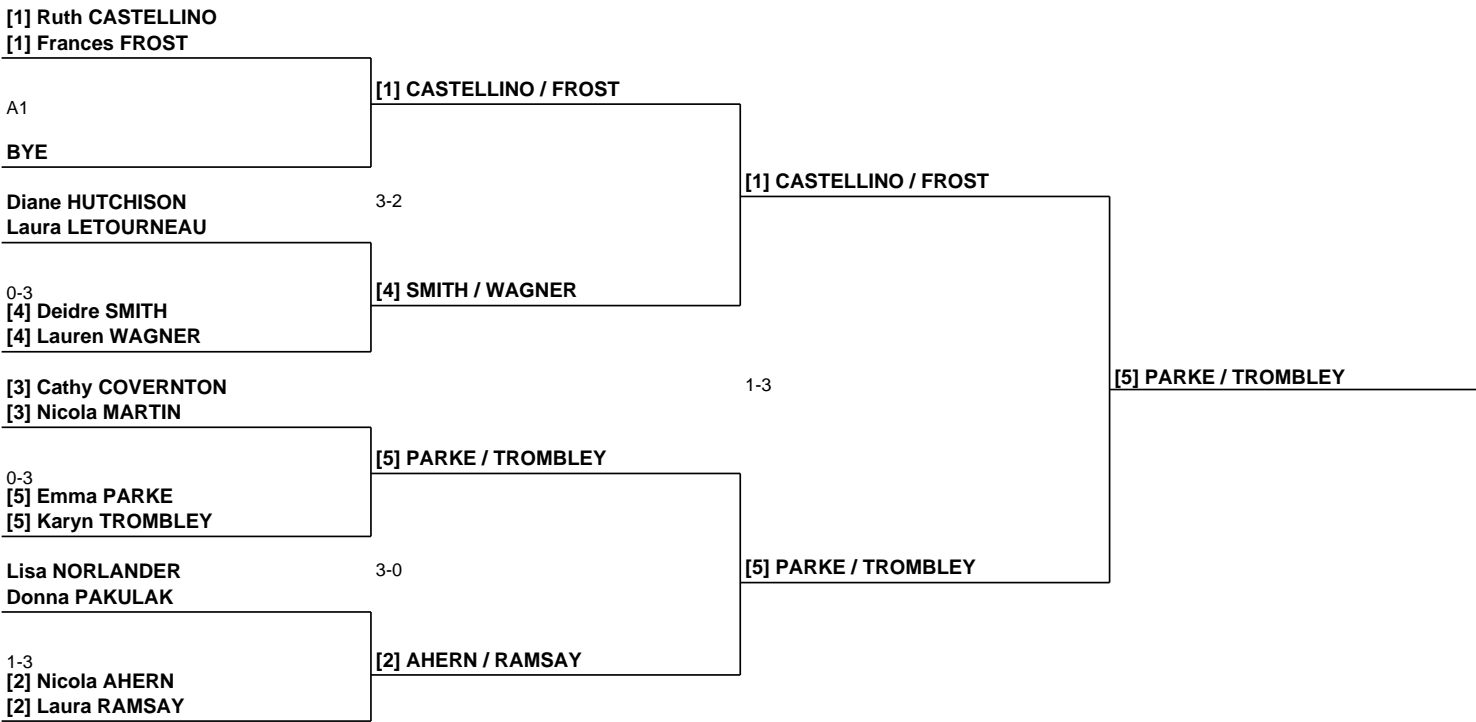 [1] Ruth CASTELLINO
[1] Frances FROST
[1] CASTELLINO / FROST
A1
BYE
[1] CASTELLINO / FROST
Diane HUTCHISON
3-2
Laura LETOURNEAU
0-3
[4] SMITH / WAGNER
[4] Deidre SMITH
[4] Lauren WAGNER
[5] PARKE / TROMBLEY
[3] Cathy COVERNTON
1-3
[3] Nicola MARTIN
[5] PARKE / TROMBLEY
0-3
[5] Emma PARKE
[5] Karyn TROMBLEY
Lisa NORLANDER
3-0
[5] PARKE / TROMBLEY
Donna PAKULAK
1-3
[2] AHERN / RAMSAY
[2] Nicola AHERN
[2] Laura RAMSAY